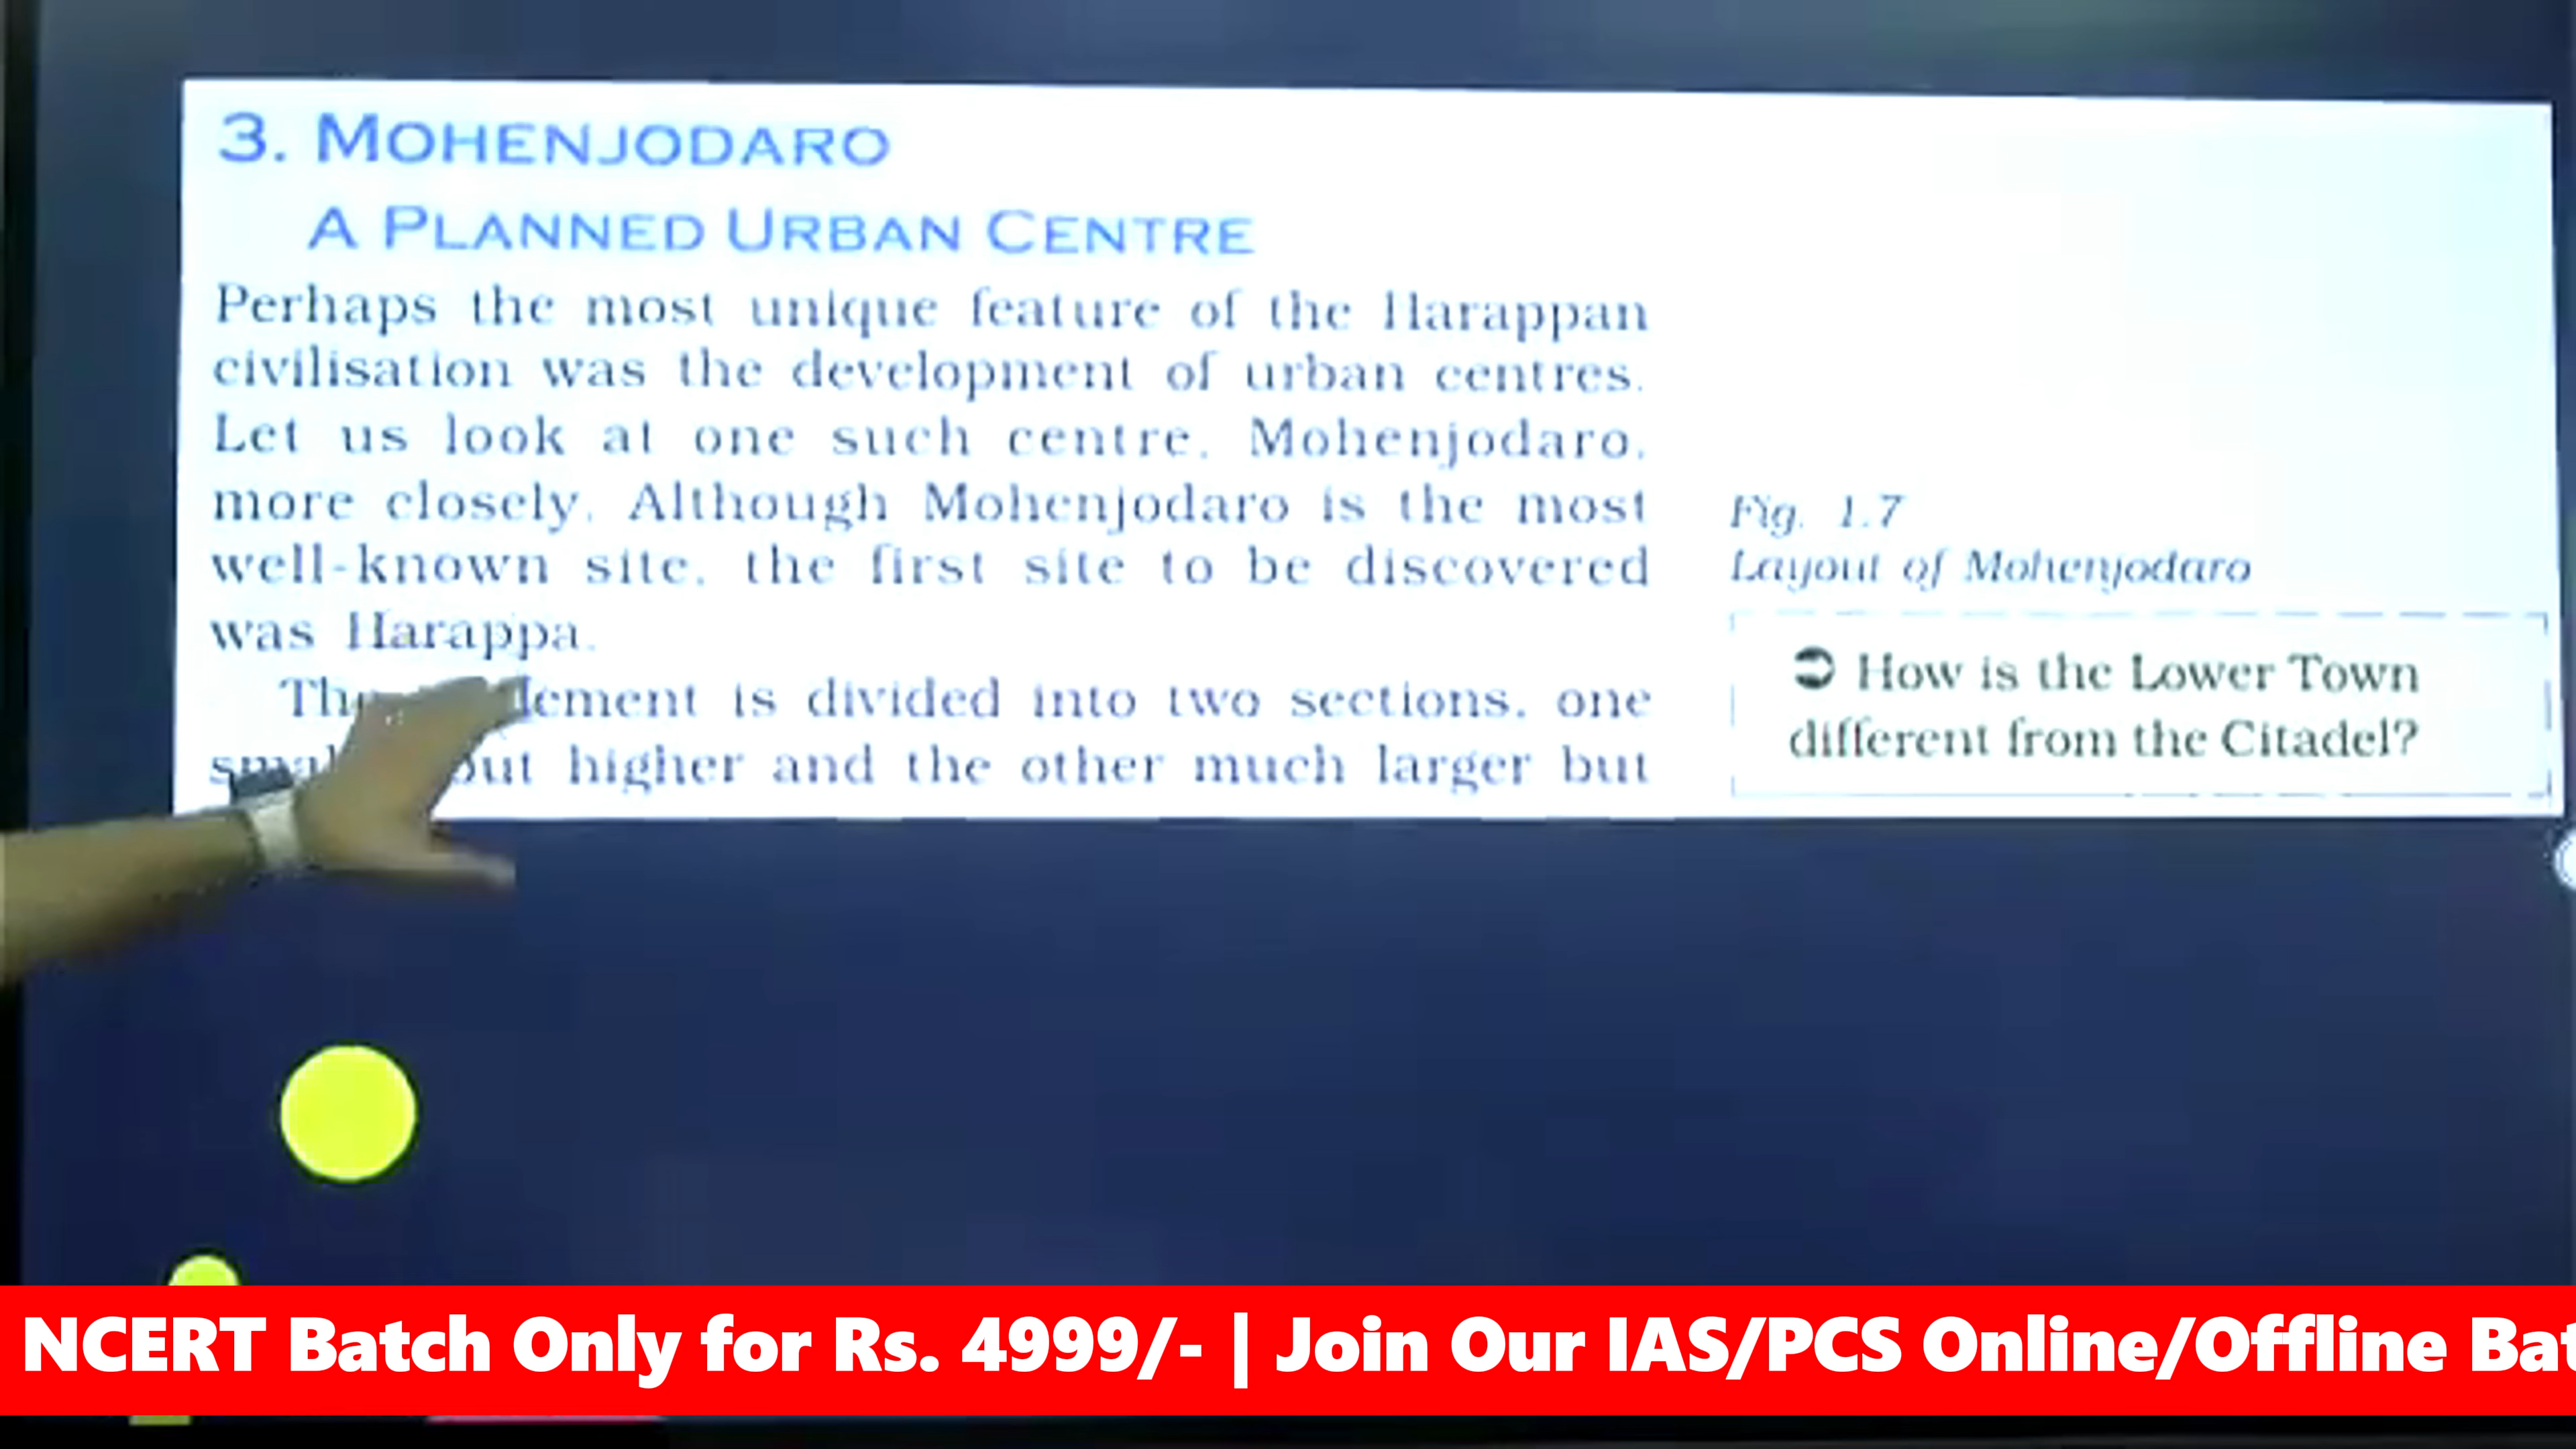 3. MOHENJODARO
A PLANNED URBAN CENTRE
Perhaps the most unique feature of the Harappan
civilisation was the development of urban centres.
Let us look at one such centre, Mohenjodaro,
more closely. Although Mohenjodaro is the most
well-known site, the first site to be discovered
was Harappa.
is divided into two sections, one
but higher and the other much larger but
Fig. 1.7
Layout of Mohenjodaro
➲ How is the Lower Town
different from the Citadel?
NCERT Batch Only for Rs. 4999/- | Join Our IAS/PCS Online/Offline Bat